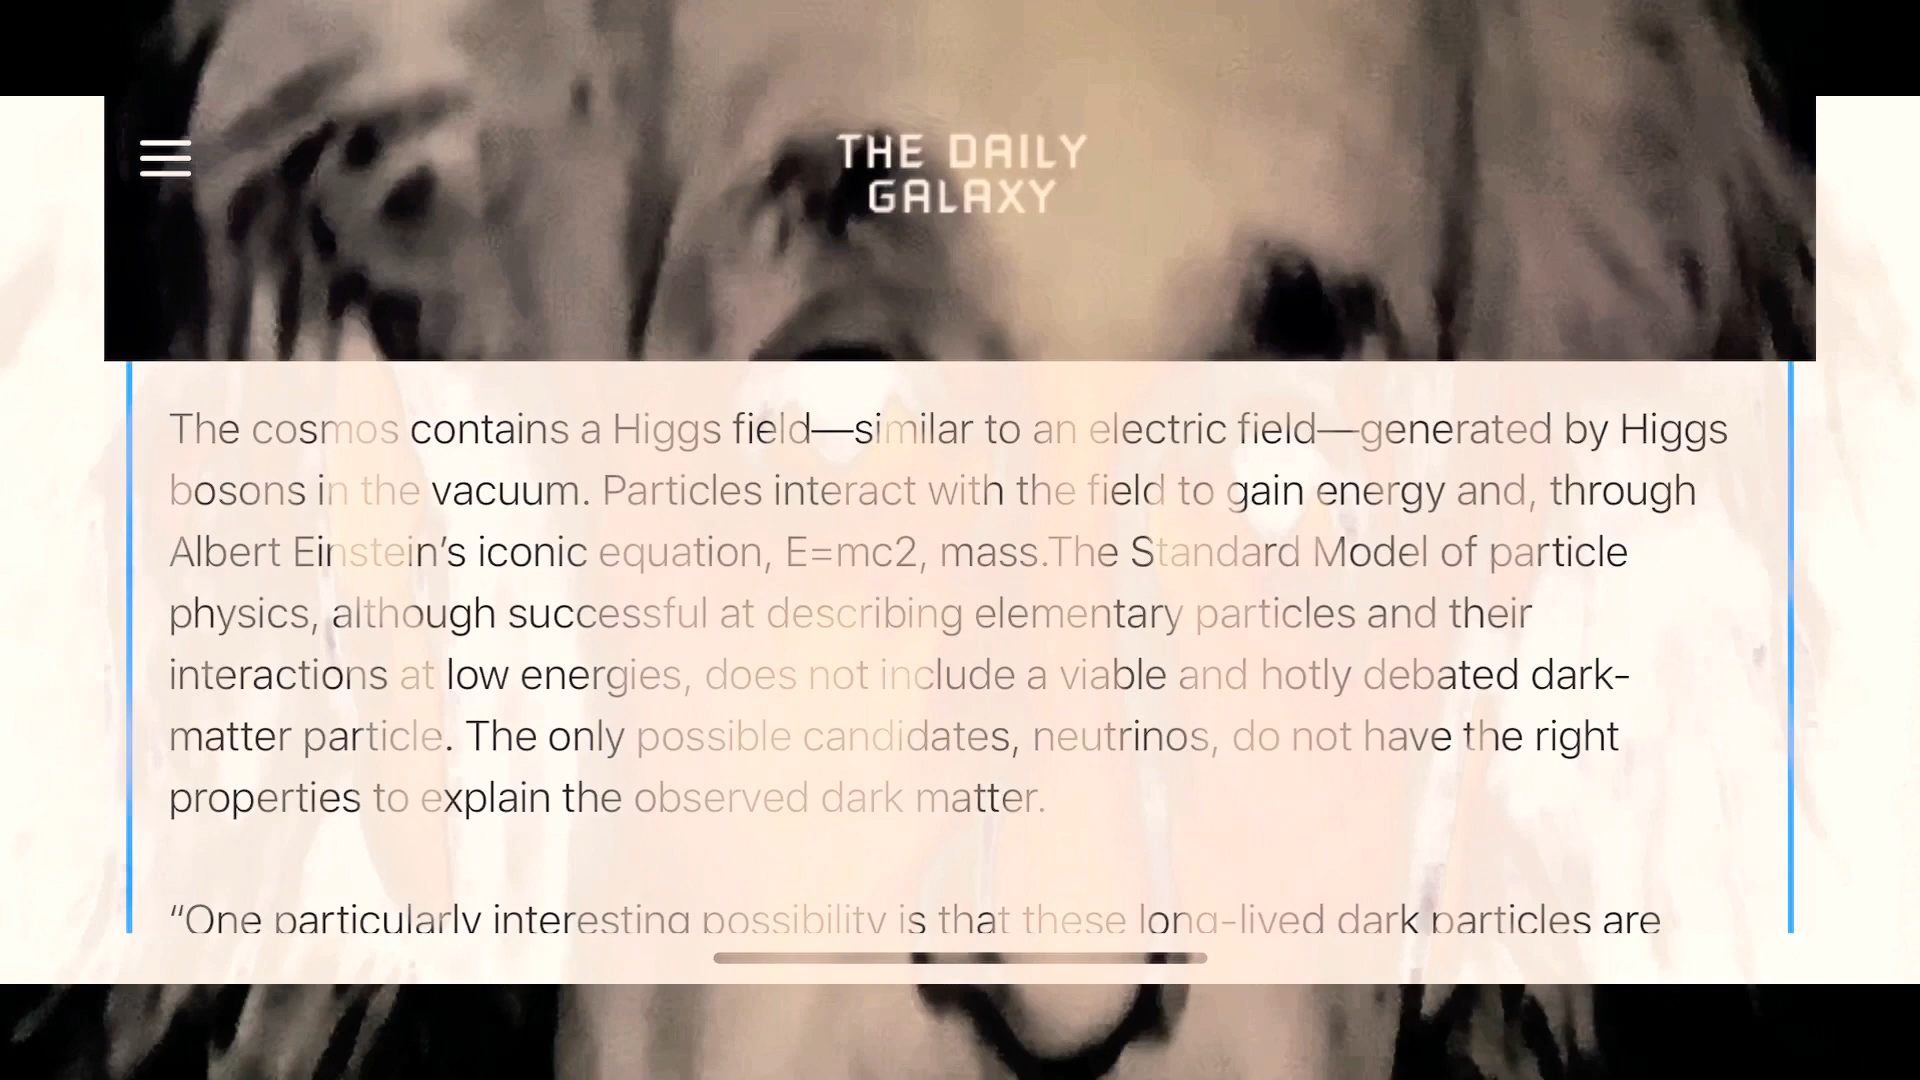 THE DAILY
GALAXY
The cosmos contains a Higgs field—similar to an electric field—generated by Higgs
bosons in the vacuum. Particles interact with the field to gain energy and, through
Albert Einstein’s iconic equation, E=mc2, mass.The Standard Model of particle
physics, although successful at describing elementary particles and their
interactions at low energies, does not include a viable and hotly debated dark-
matter particle. The only possible candidates, neutrinos, do not have the right
properties to explain the observed dark matter.
“One particularly interesting possibility is that these long-lived dark particles are